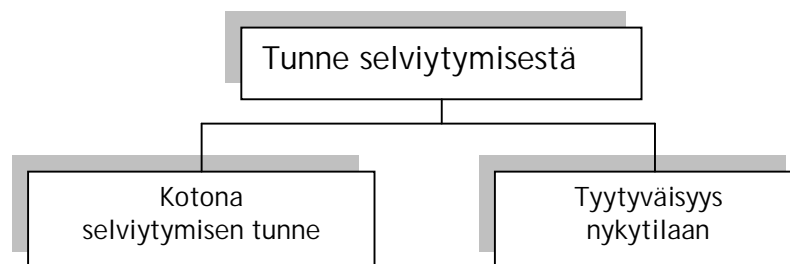 Tunne selviytymisestä
Kotona
selviytymisen tunne
Tyytyväisyys
nykytilaan